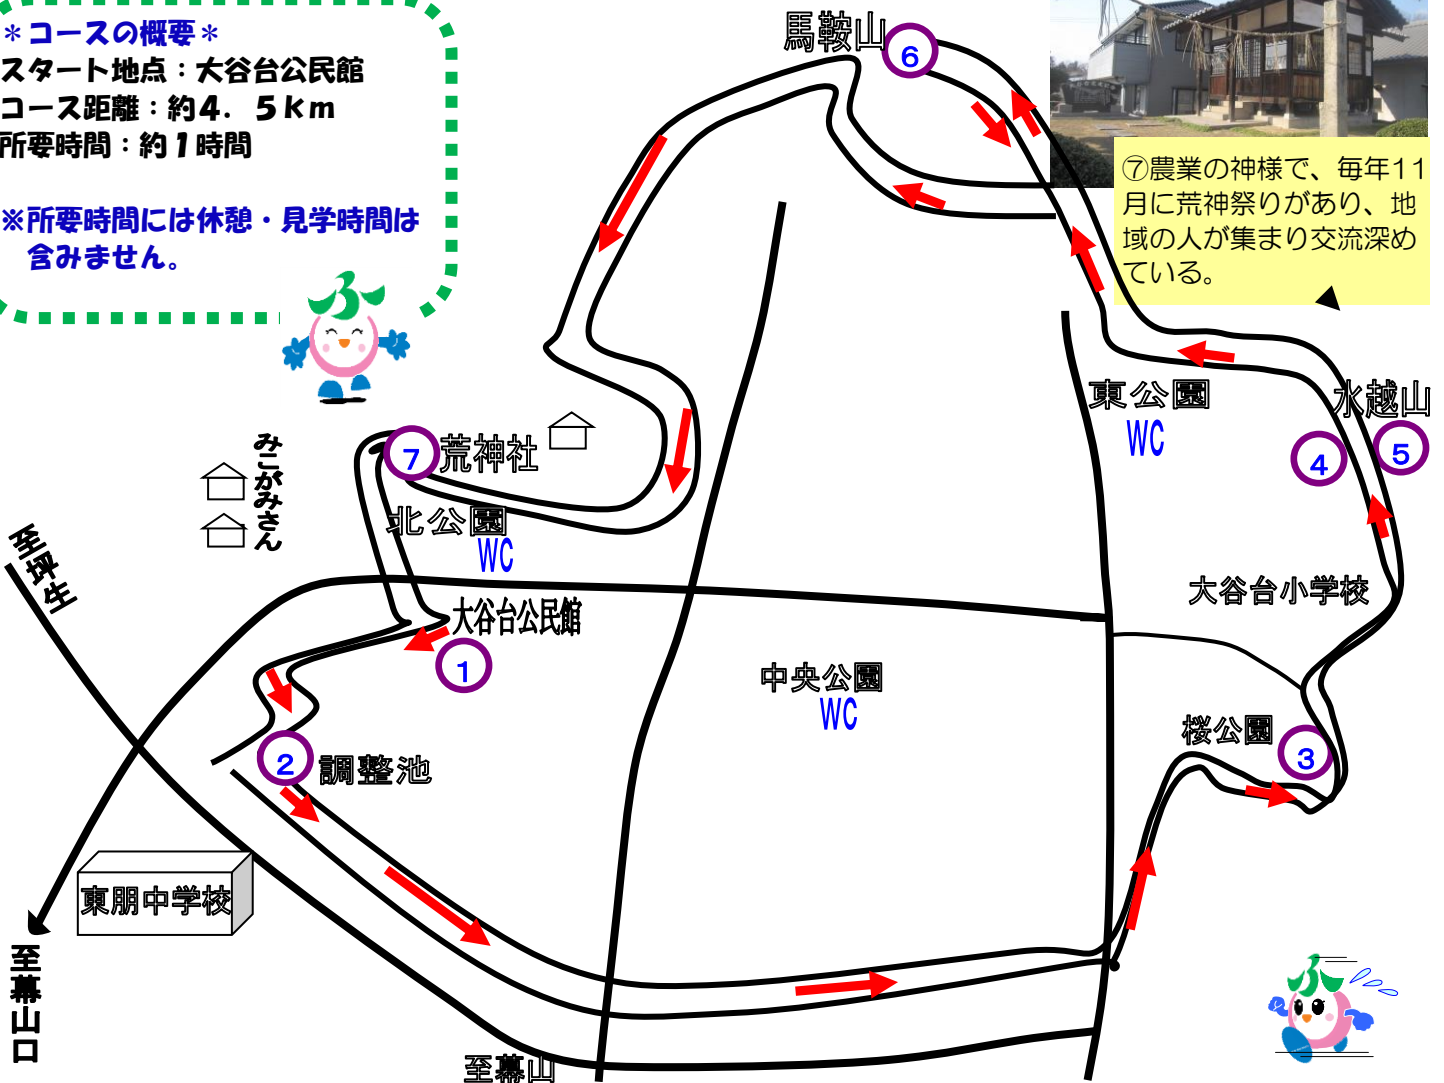 ＊コースの概要＊
スタート地点：大谷台公民館
コース距離：約4．5ｋｍ
所要時間：約1時間
※所要時間には休憩・見学時間は
含みません。
馬鞍山
6
⑦農業の神様で、毎年11
月に荒神祭りがあり、地
域の人が集まり交流深め
ている。
東公園
WC
水越山
4
5
7
荒神社
みこがみさん
北公園
WC
至坪生
大谷台公民館
1
大谷台小学校
中央公園
WC
桜公園
3
2
調整池
東朋中学校
至幕山口
至幕山